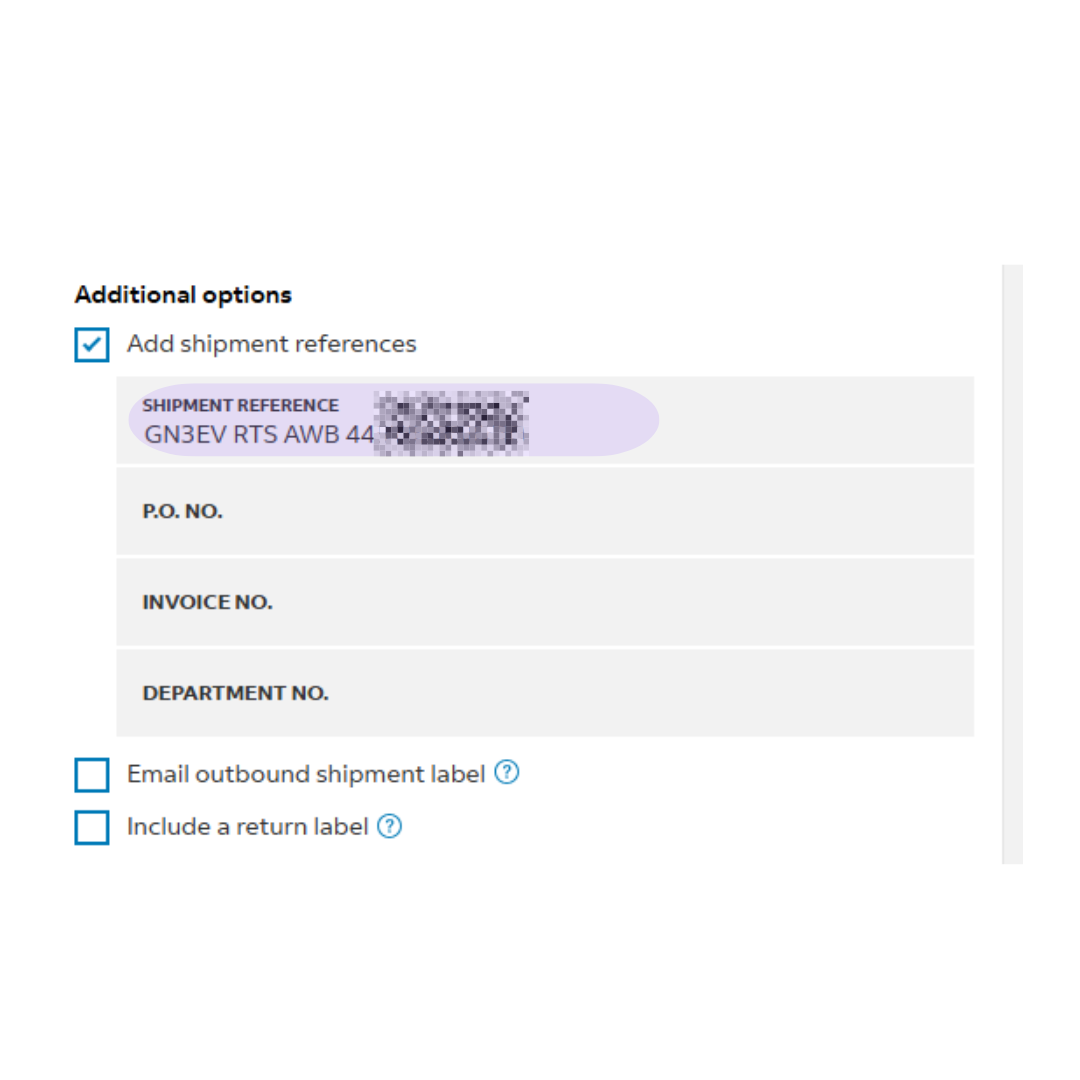 Additional options
Add shipment references
SHIPMENT REFERENCE
GN3EV RTS AWB 44
P.O. NO.
INVOICE NO.
DEPARTMENT NO.
Email outbound shipment label ?
Include a return label ?